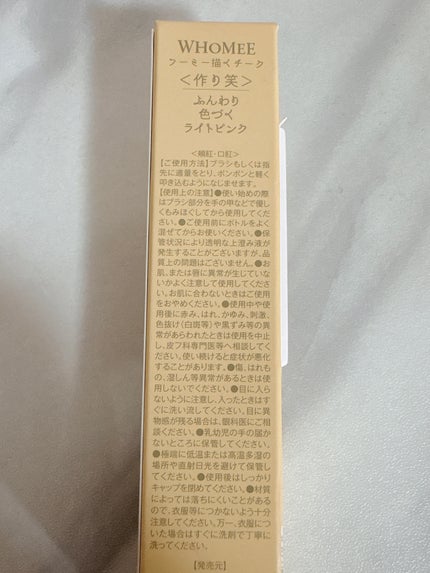 WHOMEE
フーミー描くチーク
＜作り笑＞
ふんわり
色づく
ライトピンク
＜頬紅・口紅＞
【ご使用方法】ブラシもしくは指
先に適量をとり、ポンポンと軽く
叩き込むようになじませます。
【使用上の注意】●使い始めの際
はブラシ部分を手の甲などで優し
くもみほぐしてから使用してくだ
さい。●ご使用前にボトルをよく
混ぜてからお使いください。●保
管状況により透明な上澄み液が
発生することがございますが、品
質上の問題はございません。●お
肌、または唇に異常が生じていな
いかよく注意して使用してくださ
い。お肌に合わないときはご使用
をおやめください。●使用中や使
用後に赤み、はれ、かゆみ、刺激、
色抜け(白斑等)や黒ずみ等の異
常があらわれたときは使用を中止
し、皮フ科専門医等へ相談してく
ださい。使い続けると症状が悪化
することがあります。●傷、はれも
の、湿しん等異常があるときは使
用しないでください。●目に入ら
ないように注意し、入ったときはす
ぐに洗い流してください。目に異
物感が残る場合は、眼科医にご相
談ください。●乳幼児の手の届か
ないところに保管してください。
●極端に低温または高温多湿の
場所や直射日光を避けて保管し
てください。●使用後はしっかり
キャップを閉めてください。●材質
によっては落ちにくいことがある
ので、衣服等につかないよう十分
注意してください。万一、衣服につ
いた場合はすぐに洗剤で丁寧に
洗ってください。
【発売元】